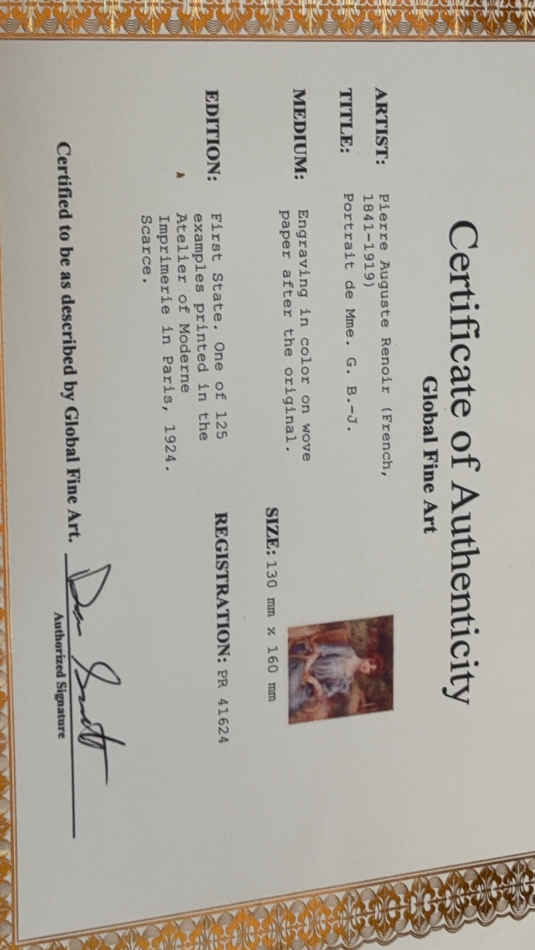 Certificate of Authenticity
Global Fine Art
ARTIST: Pierre Auguste Renoir (French,
1841-1919)
TITLE: Portrait de Mme. G. B.-J.
MEDIUM: Engraving in color on wove
paper after the original.
SIZE: 130 mm x 160 mm
EDITION: First State. One of 125
examples printed in the
Atelier of Moderne
Imprimerie in Paris, 1924.
Scarce.
REGISTRATION: PR 41624
Certified to be as described by Global Fine Art.
Authorized Signature